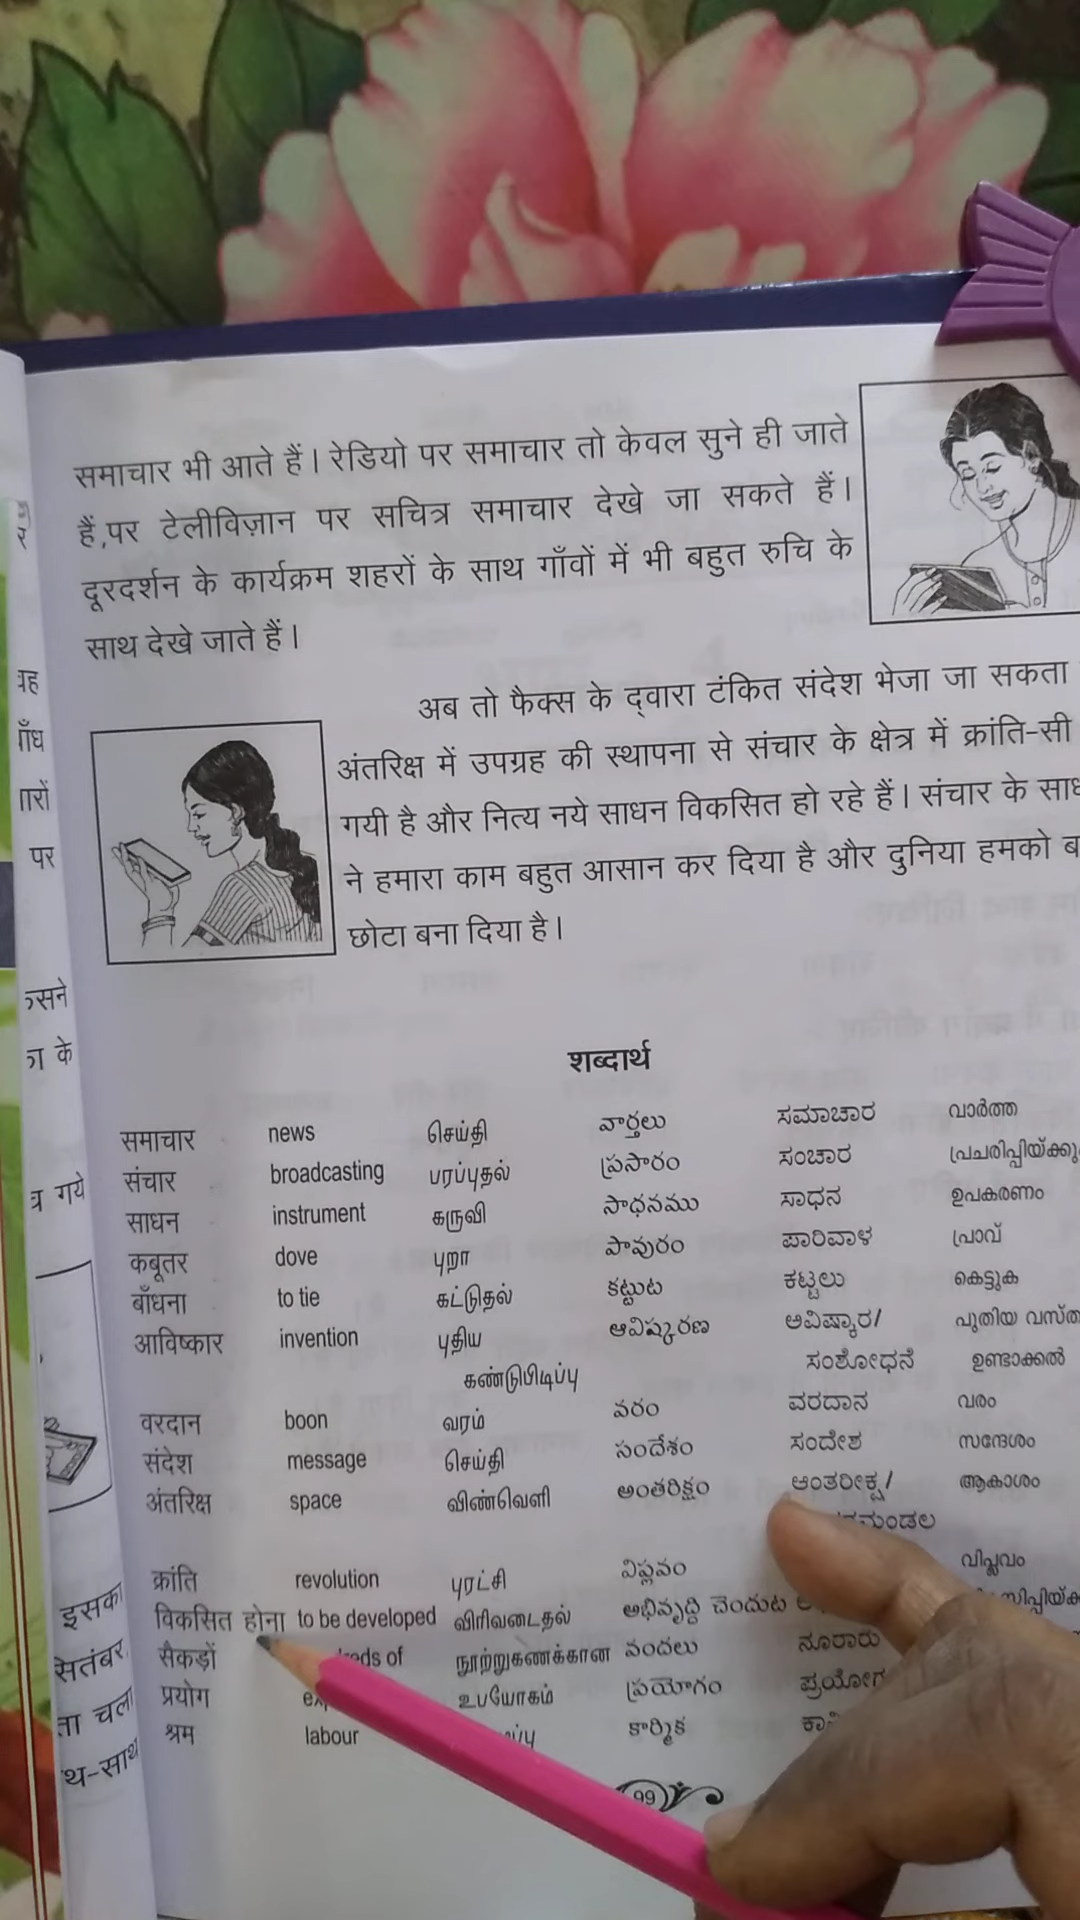 समाचार भी आते हैं। रेडियो पर समाचार तो केवल सुने ही जाते
हैं,पर टेलीविज़ान पर सचित्र समाचार देखे जा सकते हैं।
दूरदर्शन के कार्यक्रम शहरों के साथ गाँवों में भी बहुत रुचि के
साथ देखे जाते हैं।
अब तो फैक्स के द्वारा टंकित संदेश भेजा जा सकता
अंतरिक्ष में उपग्रह की स्थापना से संचार के क्षेत्र में क्रांति-सी
गयी है और नित्य नये साधन विकसित हो रहे हैं। संचार के
ने हमारा काम बहुत आसान कर दिया है और दुनिया हमको
छोटा बना दिया है।
शब्दार्थ
समाचार news செய்தி వార్తలు ಸಮಾಚಾರ വാർത്ത
संचार broadcasting பரப்புதல் ప్రసారం ಸಂಚಾರ
साधन instrument கருவி సాధనము ಸಾಧನ ഉപകരണം
कबूतर dove புறா పావురం ಪಾರಿವಾಳ പ്രാവ്
बाँधना to tie கட்டுதல் కట్టుట ಕಟ್ಟಲು കെട്ടുക
आविष्कार invention புதிய ఆవిష్కరణ ಆವಿಷ್ಕಾರ/ പുതിയ
கண்டுபிடிப்பு ಸಂಶೋಧನೆ ഉണ്ടാക്കൽ
वरदान boon வரம் వరం ವರದಾನ വരം
संदेश message செய்தி సందేశం ಸಂದೇಶ സന്ദേശം
अंतरिक्ष space விண்வெளி అంతరిక్షం ಆಂತರೀಕ್ಷ/ ആകാശം
क्रांति revolution புரட்சி విప్లవం വിപ്ലവം
विकसित होना to be developed விரிவடைதல் అభివృద్ధి చెందుట
सैकड़ों of நூற்றுகணக்கான వందలు ನೂರಾರು
प्रयोग உபயோகம் ప్రయోగం ಪ್ರಯೋಗ
श्रम labour కార్మిక
99